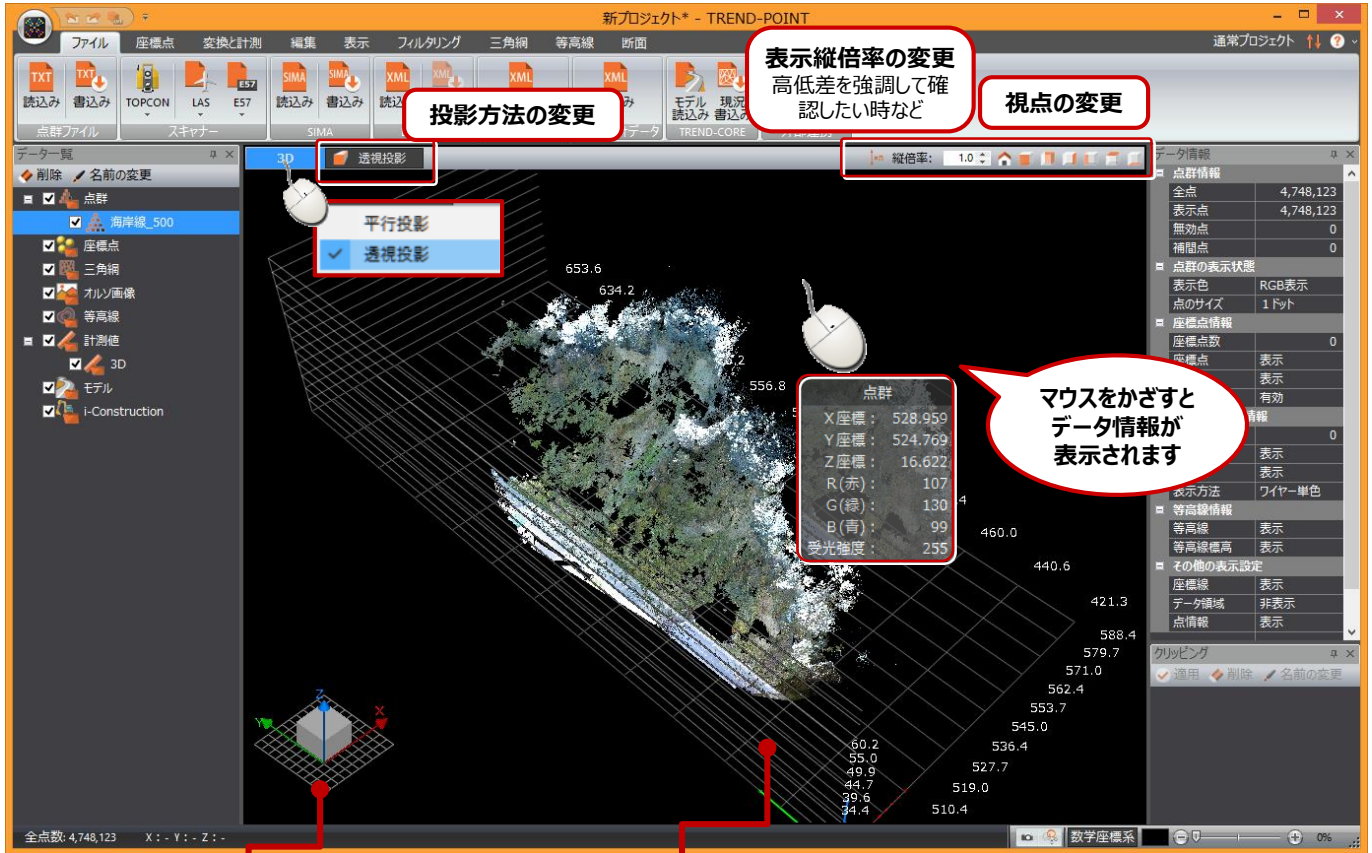 新プロジェクト* - TREND-POINT
ファイル 座標点 変換と計測 編集 表示 フィルタリング 三角網 等高線 断面
通常プロジェクト
表示縦倍率の変更
高低差を強調して確
認したい時など
投影方法の変更
視点の変更
TXT TXT E57 SIMA SIMA XML XML XML XML
読込み 書込み TOPCON LAS E57 読込み 書込み モデル 現況
読込み 書込
点群ファイル スキャナー SIMA TREND-CORE
データ一覧
削除 名前の変更
点群
海岸線_500
座標点
三角網
オルソ画像
等高線
計測値
3D
モデル
i-Construction
3D 透視投影
平行投影
透視投影
縦倍率: 1.0
653.6
634.2
556.8
460.0
440.6
421.3
588.4
579.7
571.0
562.4
553.7
545.0
536.4
527.7
519.0
510.4
60.2
55.0
49.9
44.7
39.6
34.4
点群
X座標: 528.959
Y座標: 524.769
Z座標: 16.622
R(赤): 107
G(緑): 130
B(青): 99
受光強度: 255
マウスをかざすと
データ情報が
表示されます
Z
Y
X
データ情報
点群情報
全点 4,748,123
表示点 4,748,123
無効点 0
補間点 0
点群の表示状態
表示色 RGB表示
点のサイズ 1ドット
座標点情報
座標点数 0
座標点 表示
表示
有効
0
表示
表示
表示方法 ワイヤー単色
等高線情報
等高線 表示
等高線標高 表示
その他の表示設定
座標線 表示
データ領域 非表示
点情報 表示
クリッピング
適用 削除 名前の変更
全点数: 4,748,123 X : - Y : - Z : -
数学座標系 0%